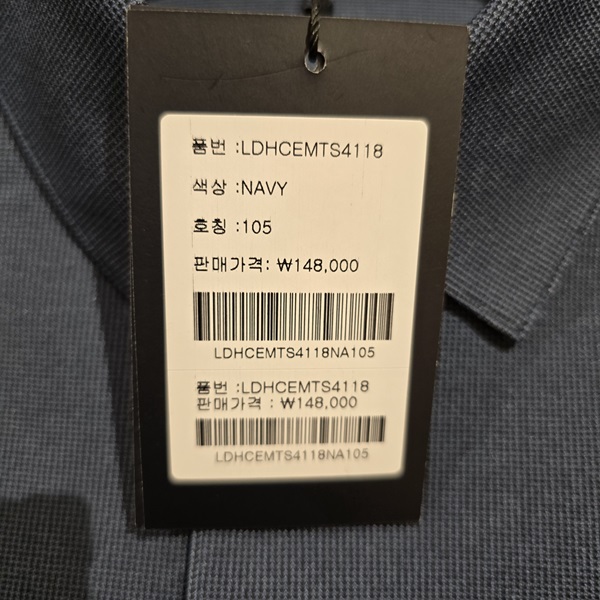 품번 :LDHCEMTS4118
색상 :NAVY
호칭 :105
판매가격: ₩148,000
LDHCEMTS4118NA105
품번 :LDHCEMTS4118
판매가격 : ₩148,000
LDHCEMTS4118NA105